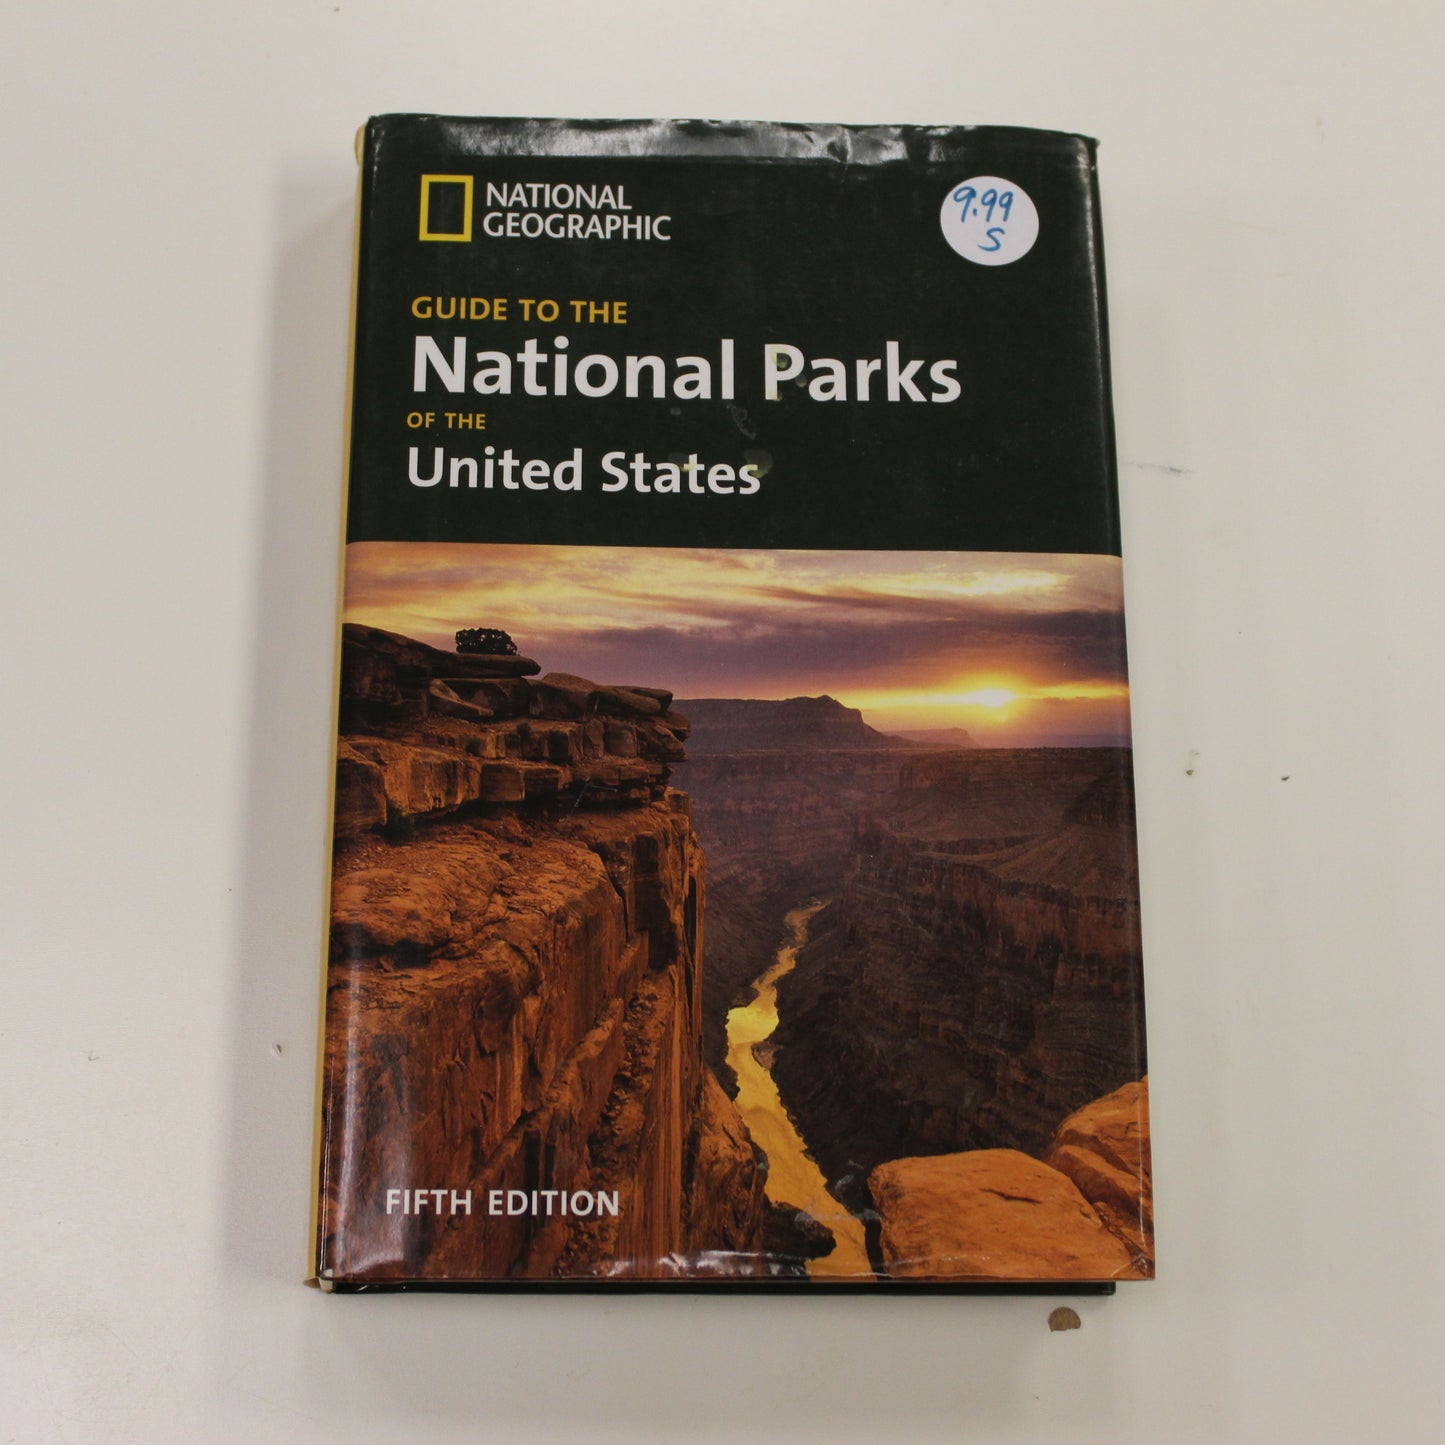 NATIONAL
GEOGRAPHIC
9.99
S
GUIDE TO THE
National Parks
OF THE
United States
FIFTH EDITION